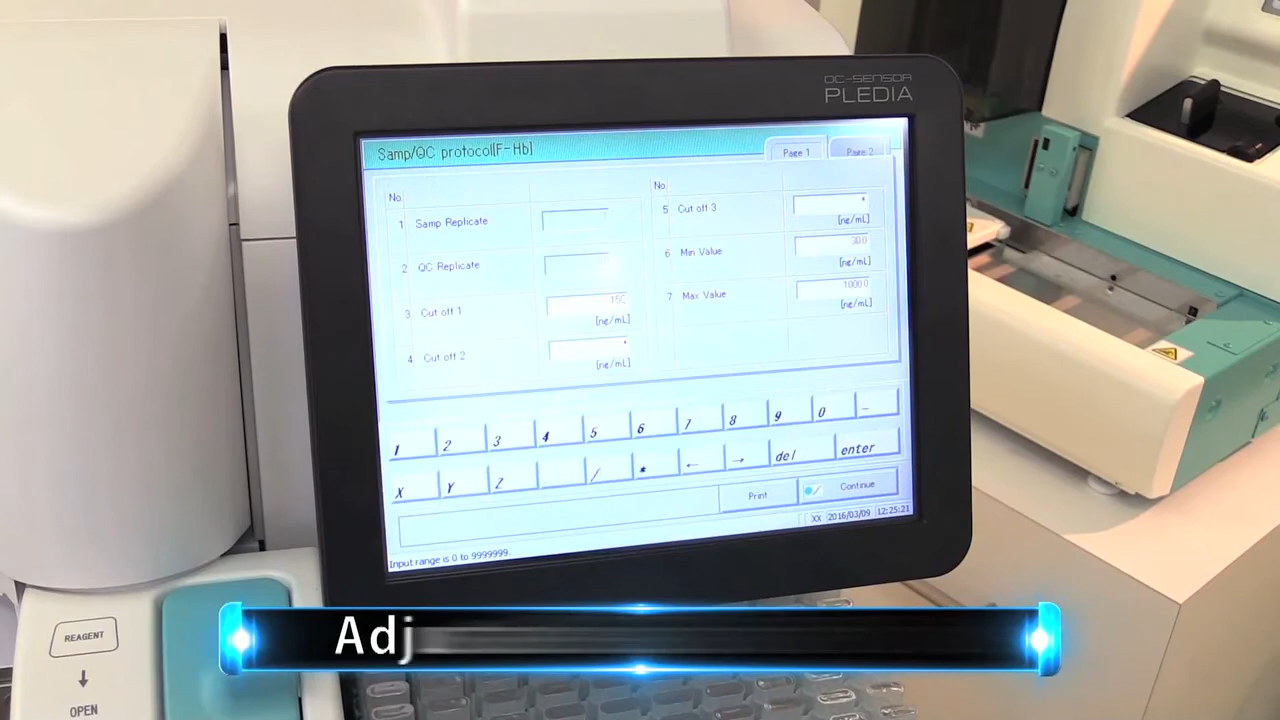 OC-SENSOR
PLEDIA
Samp/QC protocol[F-Hb]
Page 1
Page 2
No.
1 Samp Replicate
2 QC Replicate
3 Cut off 1
[ng/mL]
4 Cut off 2 *
[ng/mL]
No.
5 Cut off 3 *
[ng/mL]
6 Min Value
[ng/mL]
7 Max Value
[ng/mL]
1 2 3 4 5 6 7 8 9 0 _
X Y Z / * ← → del enter
Print
Continue
XX 2016/03/09 12:25:21
Input range is 0 to 9999999.
REAGENT
↓
OPEN
Adj